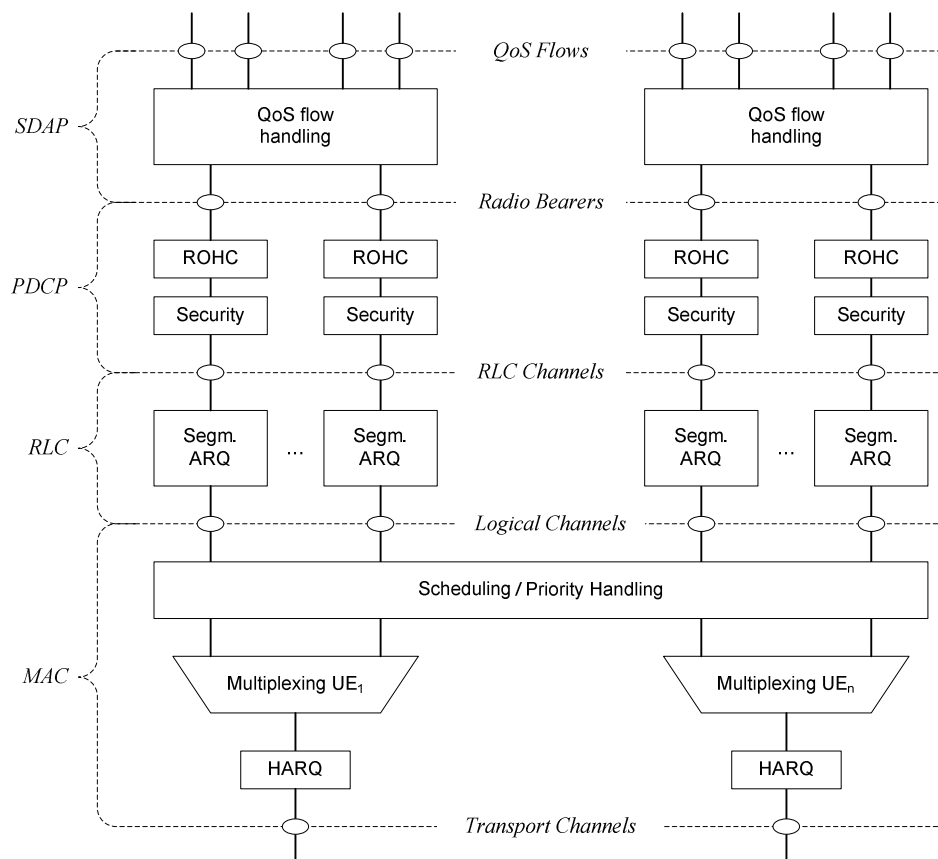 QoS Flows
QoS flow
handling
QoS flow
handling
SDAP
Radio Bearers
ROHC
ROHC
ROHC
ROHC
PDCP
Security
Security
Security
Security
RLC Channels
RLC
Segm.
ARQ
...
Segm.
ARQ
Segm.
ARQ
...
Segm.
ARQ
Logical Channels
Scheduling / Priority Handling
MAC
Multiplexing UE1
Multiplexing UEn
HARQ
HARQ
Transport Channels